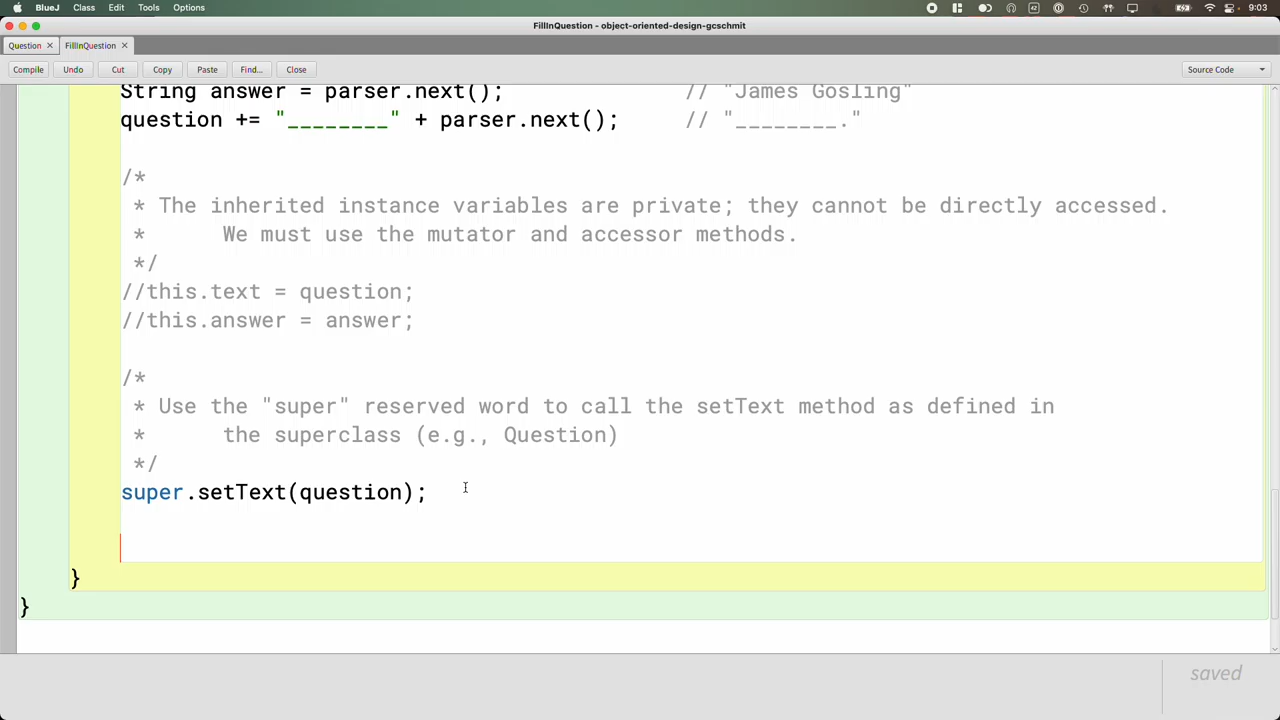 BlueJ Class Edit Tools Options 9:03
FillInQuestion - object-oriented-design-gcschmit
Question × FillInQuestion ×
Compile Undo Cut Copy Paste Find... Close Source Code
String answer = parser.next(); // "James Gosling"
question += "________" + parser.next(); // "________."
/*
* The inherited instance variables are private; they cannot be directly accessed.
* We must use the mutator and accessor methods.
*/
//this.text = question;
//this.answer = answer;
/*
* Use the "super" reserved word to call the setText method as defined in
* the superclass (e.g., Question)
*/
super.setText(question);
}
}
saved